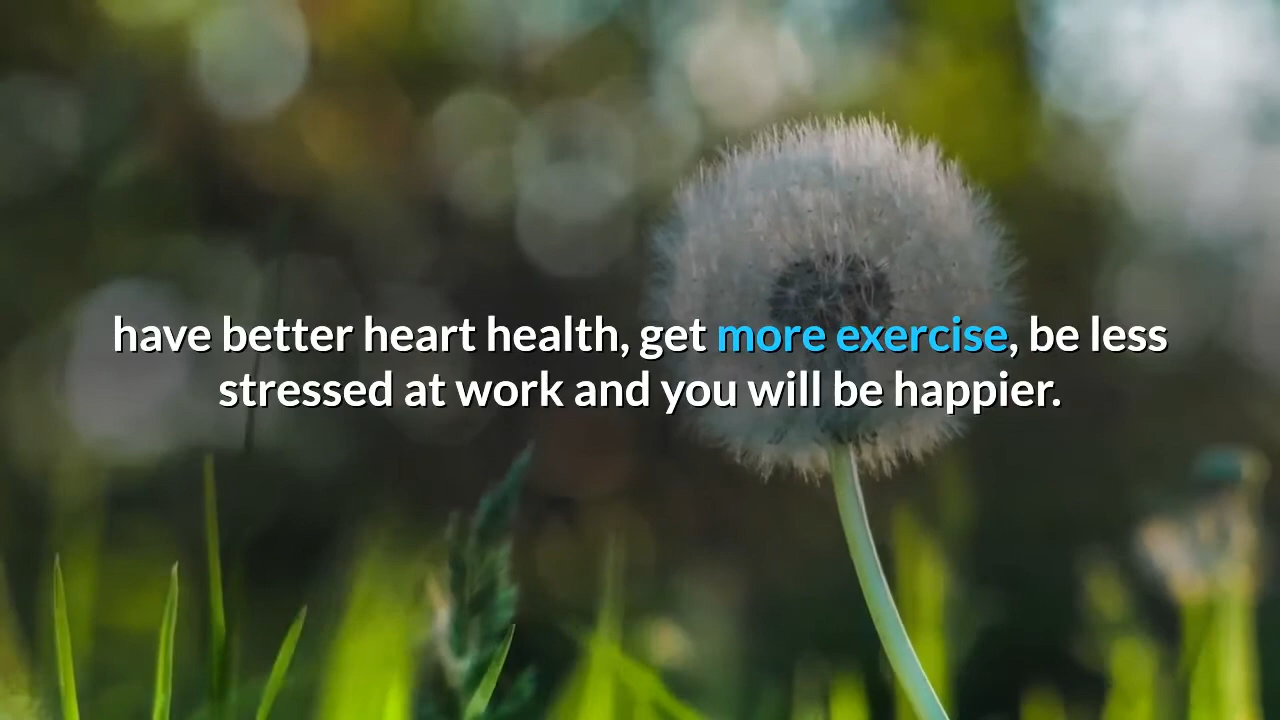 have better heart health, get more exercise, be less
stressed at work and you will be happier.